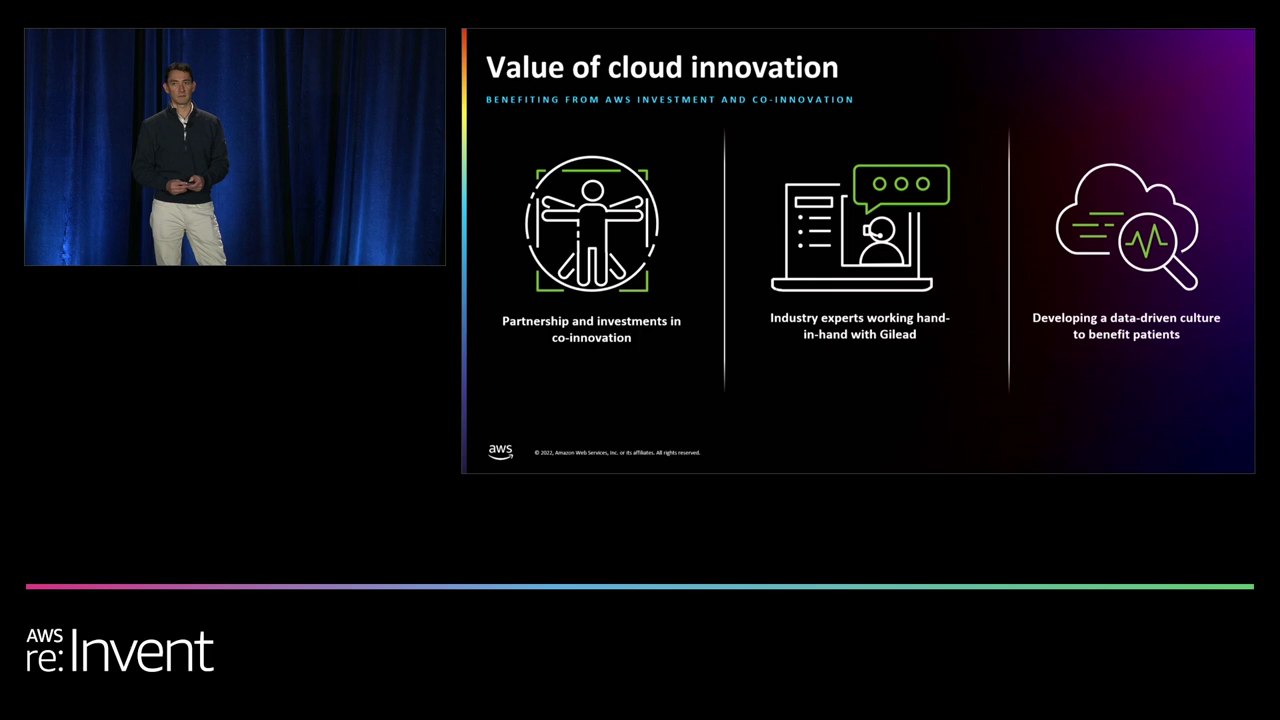 Value of cloud innovation
BENEFITING FROM AWS INVESTMENT AND CO-INNOVATION
Partnership and investments in
co-innovation
Industry experts working hand-
in-hand with Gilead
Developing a data-driven culture
to benefit patients
aws
© 2022, Amazon Web Services, Inc. or its affiliates. All rights reserved.
AWS
re:Invent